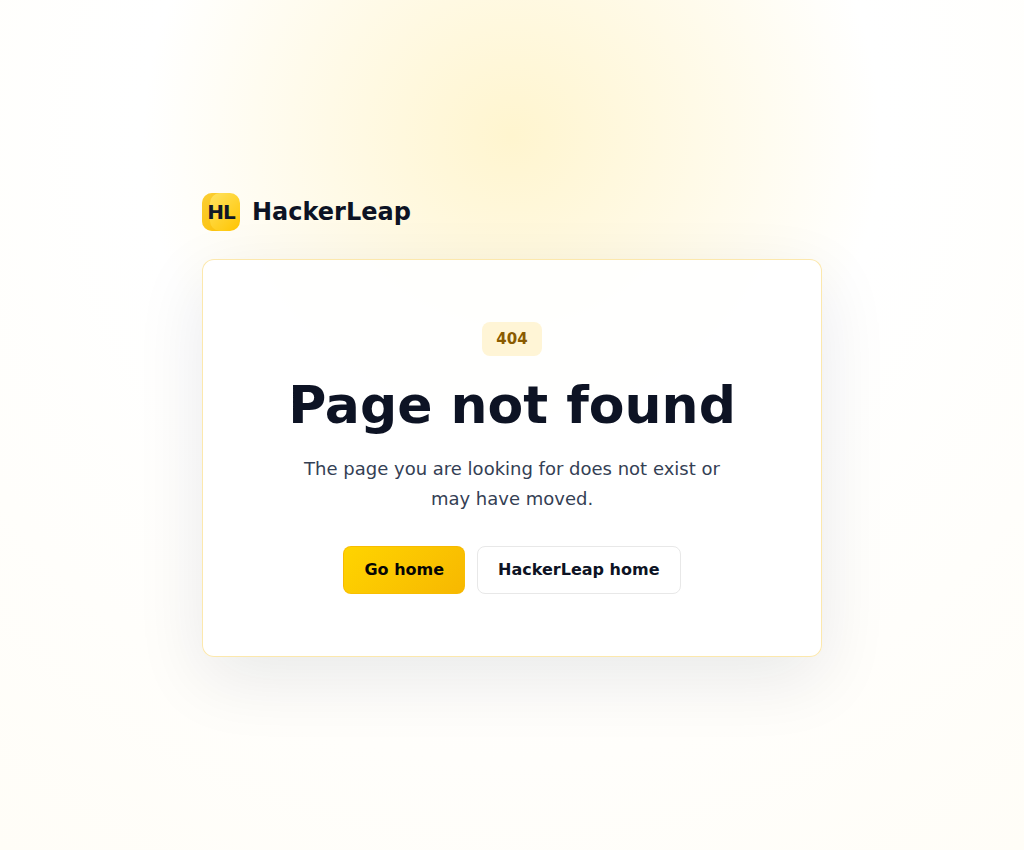 HL HackerLeap
404
Page not found
The page you are looking for does not exist or
may have moved.
Go home HackerLeap home